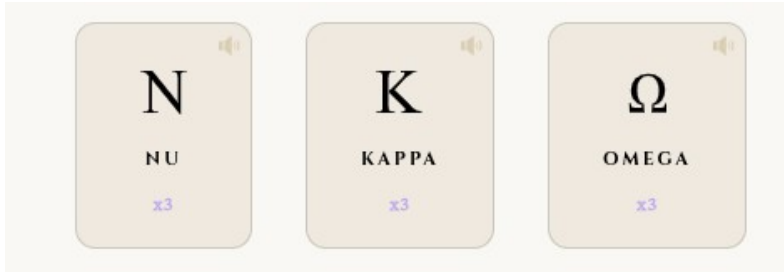 Ν Κ Ω
NU KAPPA OMEGA
x3 x3 x3